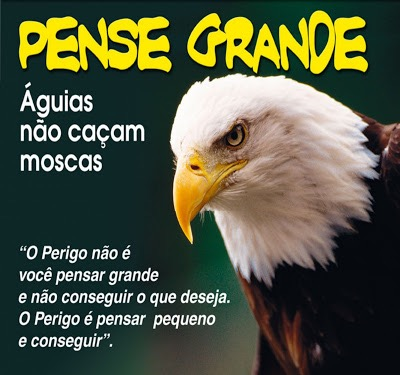 PENSE GRANDE
Águias
não caçam
moscas
“O Perigo não é
você pensar grande
e não conseguir o que deseja.
O Perigo é pensar pequeno
e conseguir”.